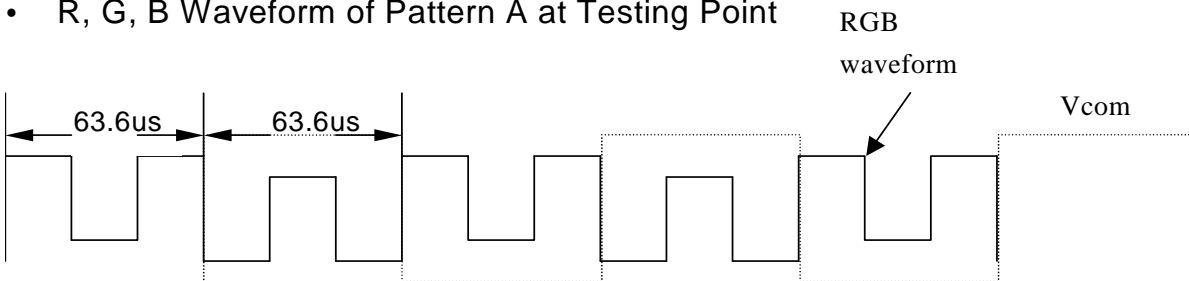 • R, G, B Waveform of Pattern A at Testing Point
RGB
waveform
Vcom
63.6us
63.6us